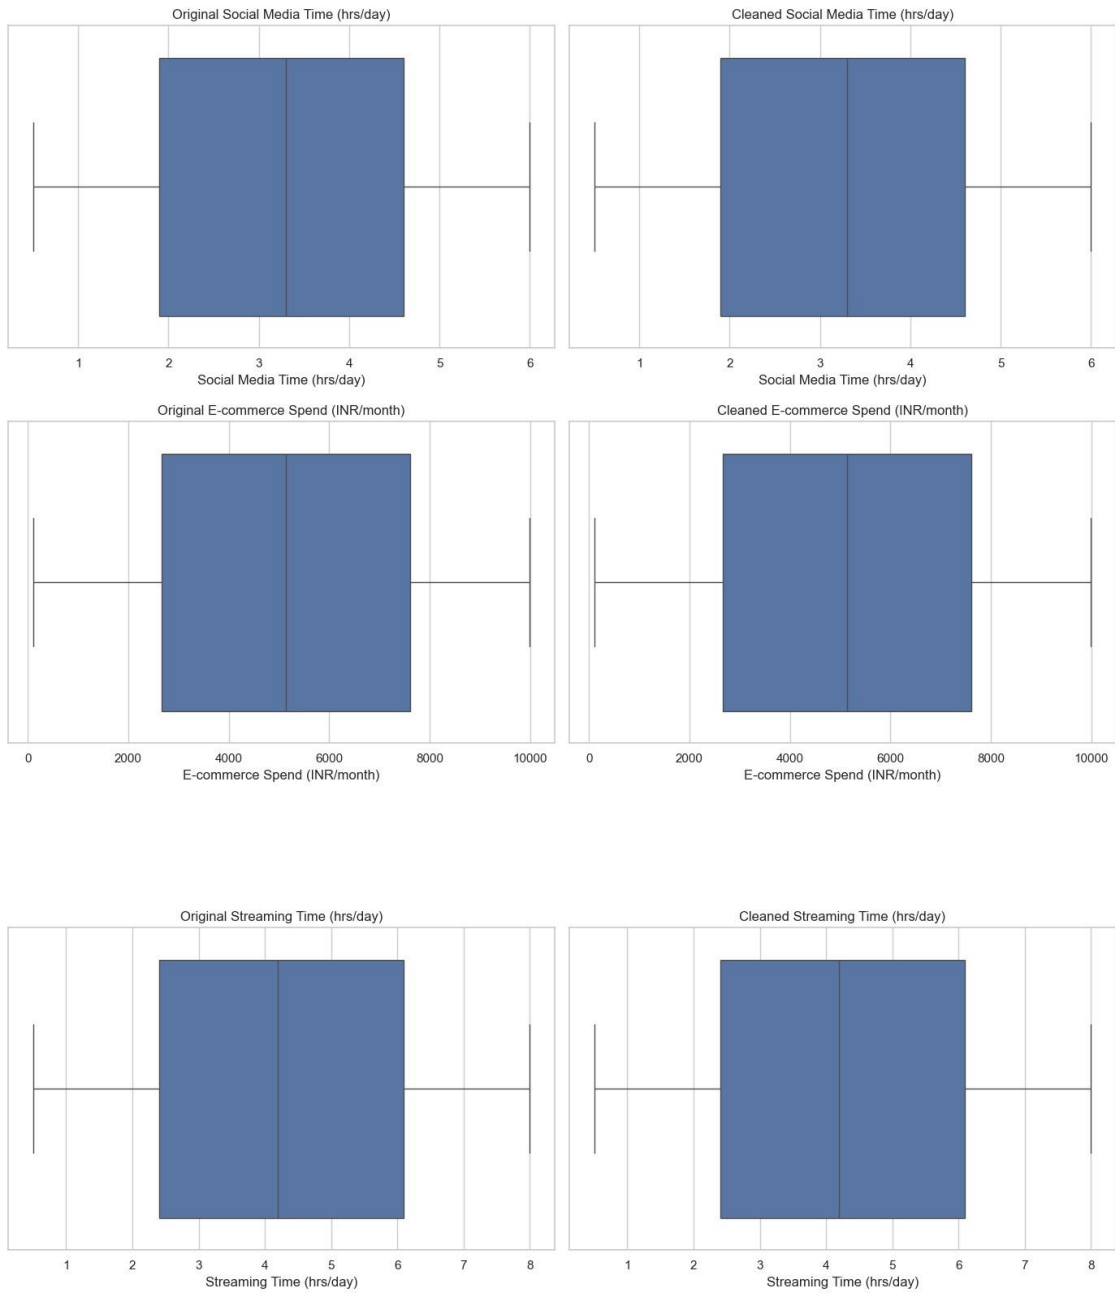 Original Social Media Time (hrs/day)
Cleaned Social Media Time (hrs/day)
1 2 3 4 5 6
1 2 3 4 5 6
Social Media Time (hrs/day)
Social Media Time (hrs/day)
Original E-commerce Spend (INR/month)
Cleaned E-commerce Spend (INR/month)
0 2000 4000 6000 8000 10000
0 2000 4000 6000 8000 10000
E-commerce Spend (INR/month)
E-commerce Spend (INR/month)
Original Streaming Time (hrs/day)
Cleaned Streaming Time (hrs/day)
1 2 3 4 5 6 7 8
1 2 3 4 5 6 7 8
Streaming Time (hrs/day)
Streaming Time (hrs/day)